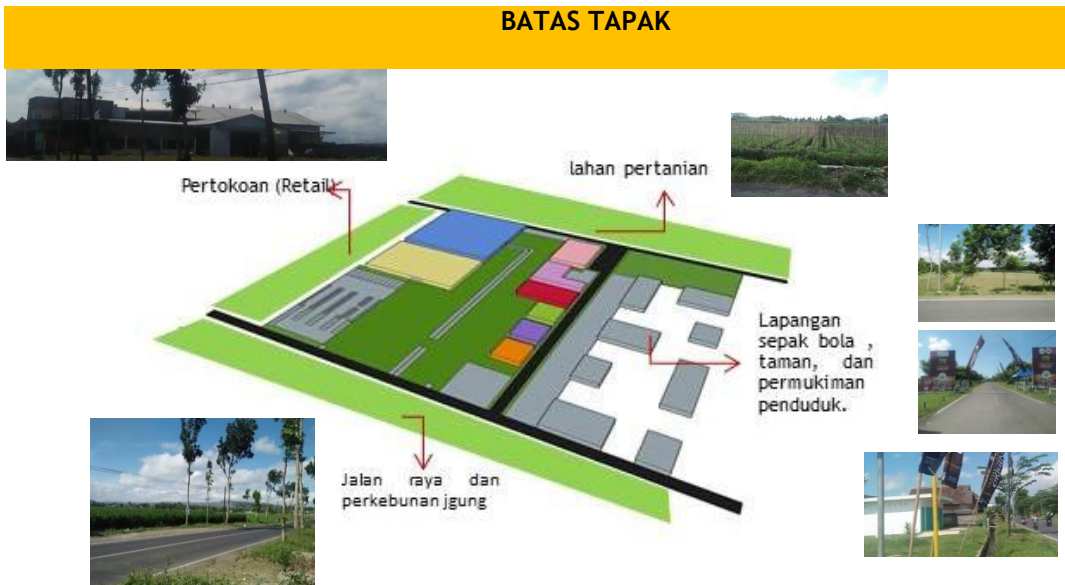 BATAS TAPAK
Pertokoan (Retail)
lahan pertanian
Lapangan
sepak bola ,
taman, dan
permukiman
penduduk.
Jalan raya dan
perkebunan jgung